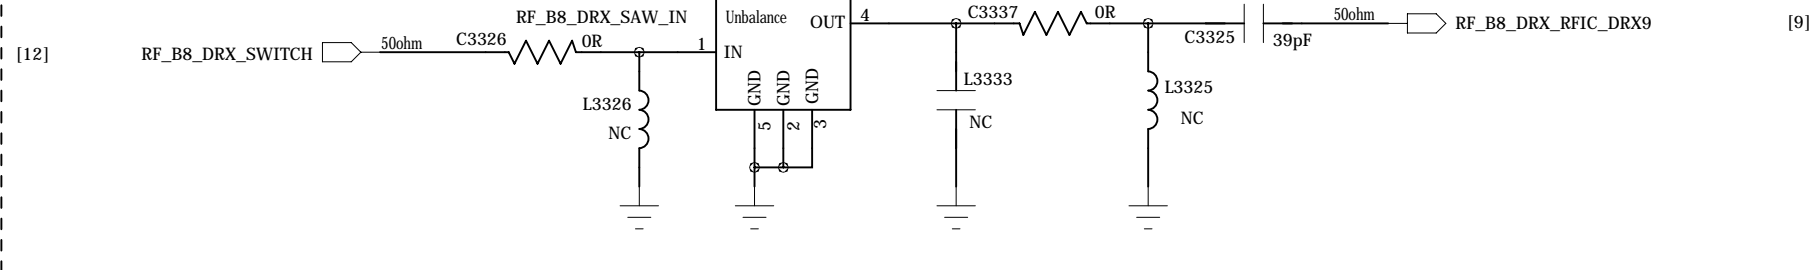 RF_B8_DRX_SAW_IN
Unbalance
OUT
4
C3337
0R
50ohm
RF_B8_DRX_RFIC_DRX9
[9]
[12]
RF_B8_DRX_SWITCH
50ohm
C3326
0R
1
IN
C3325
39pF
GND
GND
GND
L3333
L3325
L3326
NC
NC
NC
5
2
3